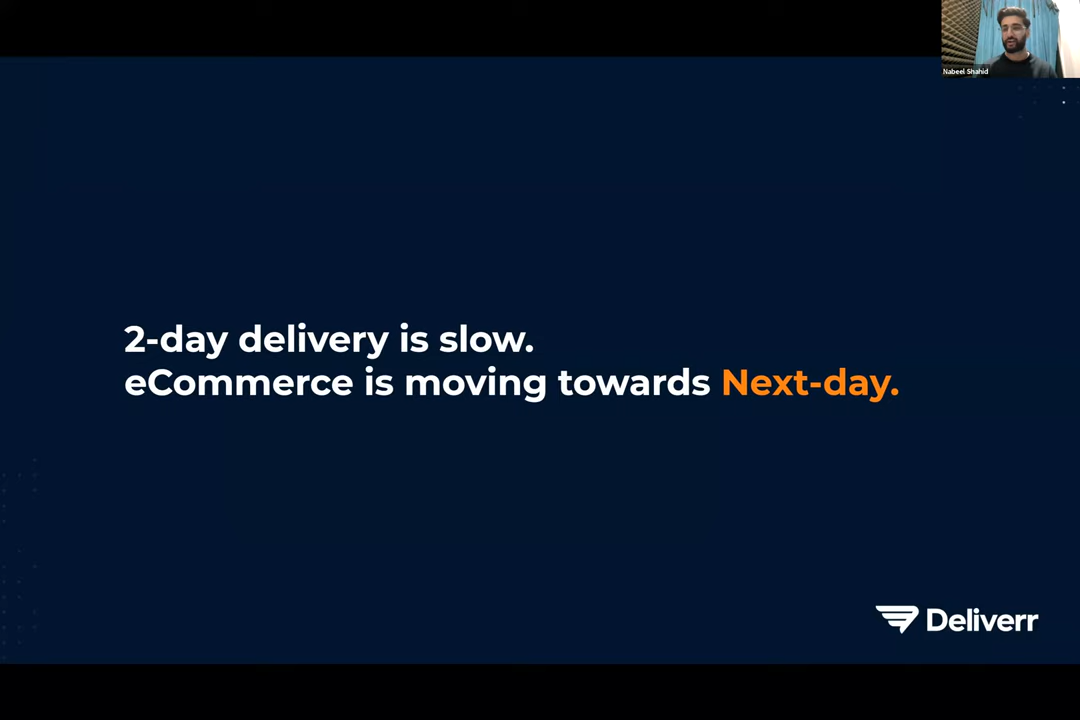 Nabeel Shahid
2-day delivery is slow.
eCommerce is moving towards Next-day.
Deliverr